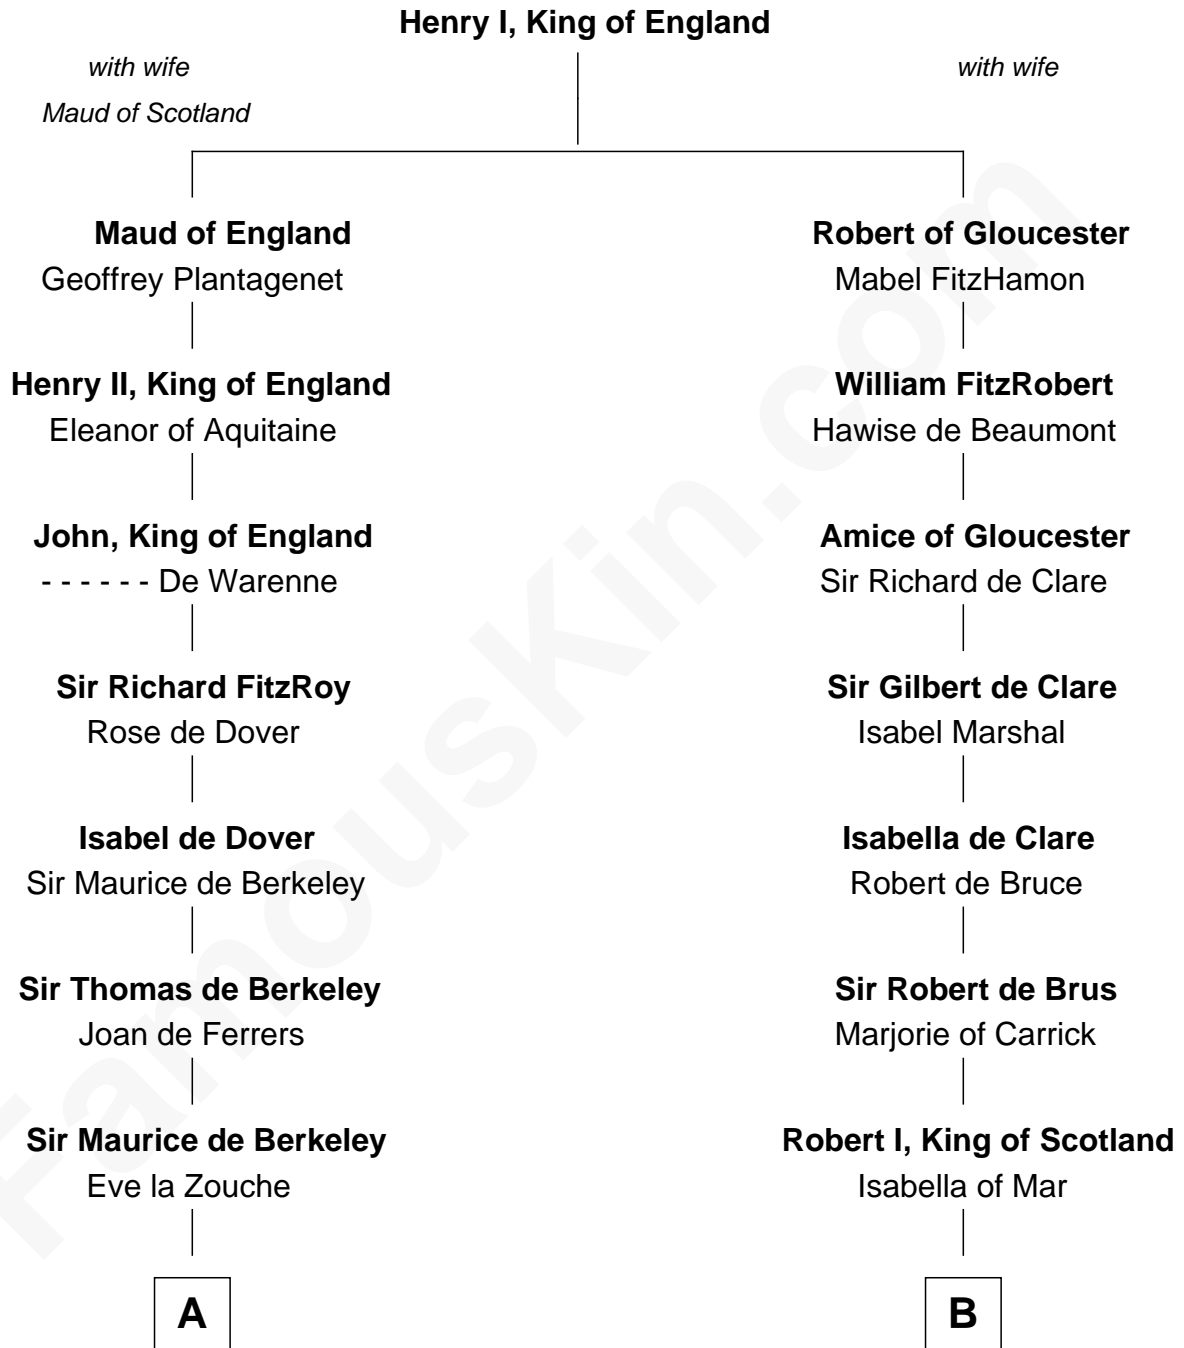 Henry I, King of England
with wife
Maud of Scotland
with wife
Maud of England
Geoffrey Plantagenet
Robert of Gloucester
Mabel FitzHamon
Henry II, King of England
Eleanor of Aquitaine
William FitzRobert
Hawise de Beaumont
John, King of England
- - - - - - De Warenne
Amice of Gloucester
Sir Richard de Clare
Sir Richard FitzRoy
Rose de Dover
Sir Gilbert de Clare
Isabel Marshal
Isabel de Dover
Sir Maurice de Berkeley
Isabella de Clare
Robert de Bruce
Sir Thomas de Berkeley
Joan de Ferrers
Sir Robert de Brus
Marjorie of Carrick
Sir Maurice de Berkeley
Eve la Zouche
Robert I, King of Scotland
Isabella of Mar
A
B
FamousKin.com